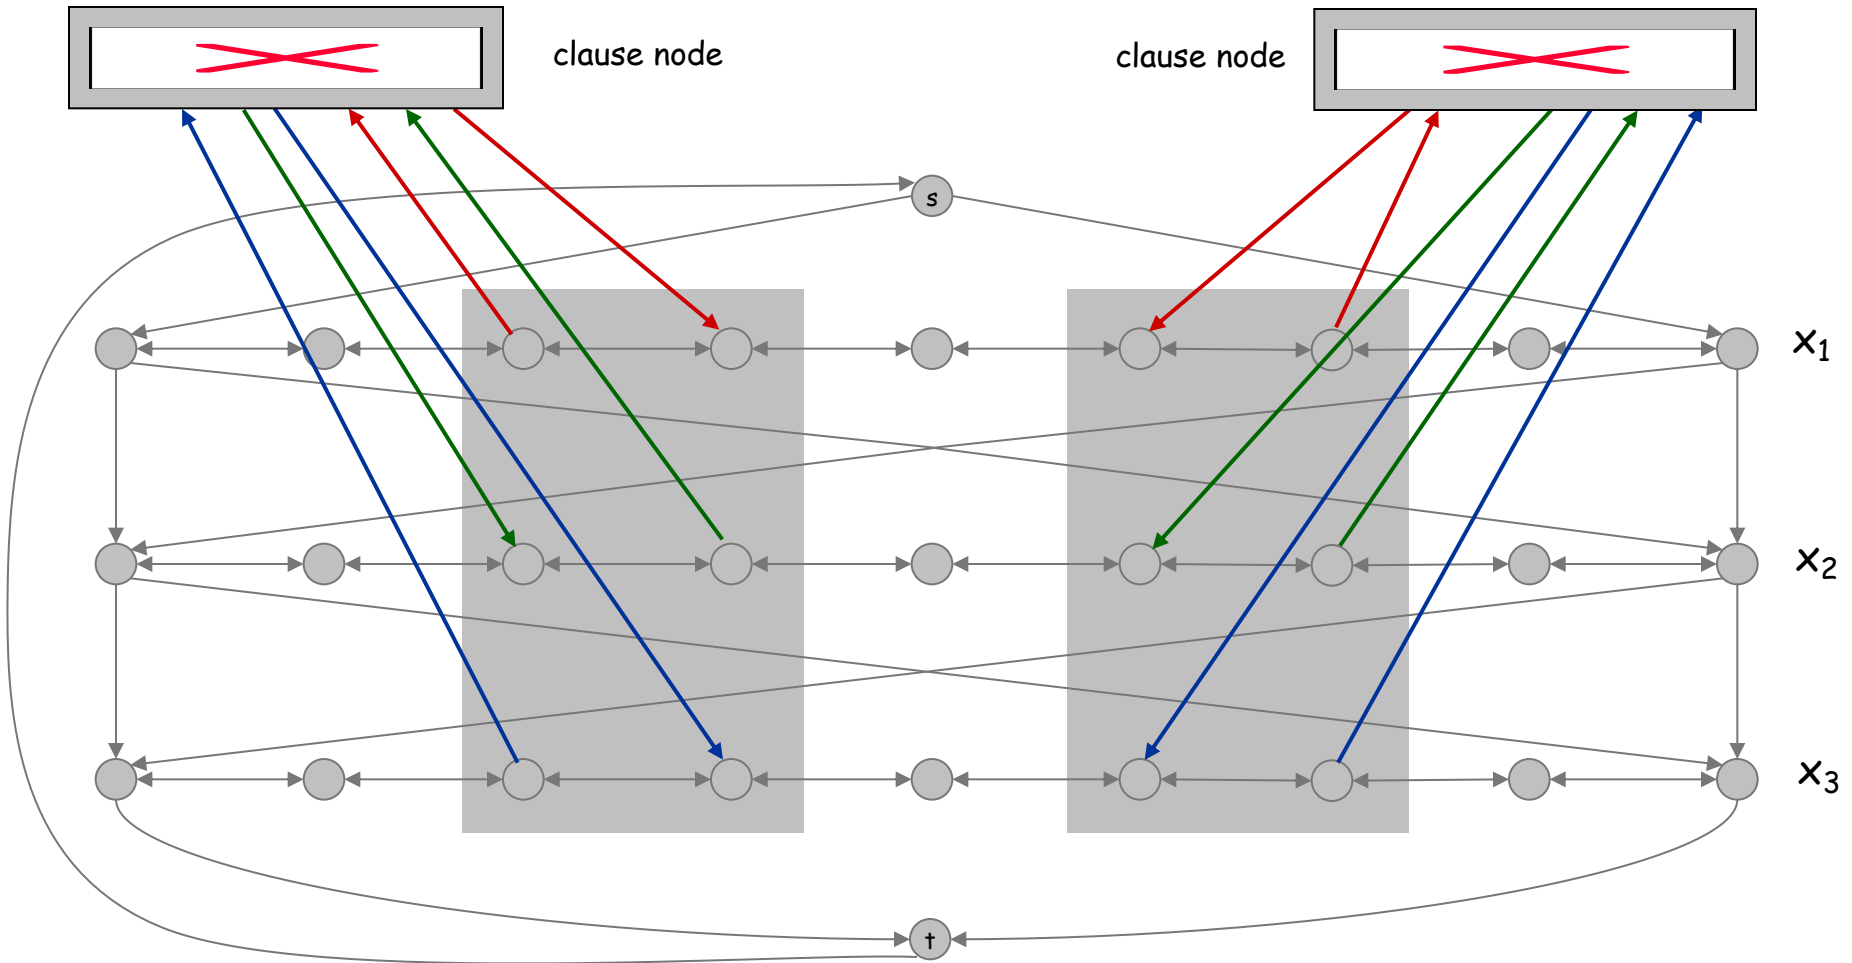 clause node
clause node
s
x₁
x₂
x₃
t